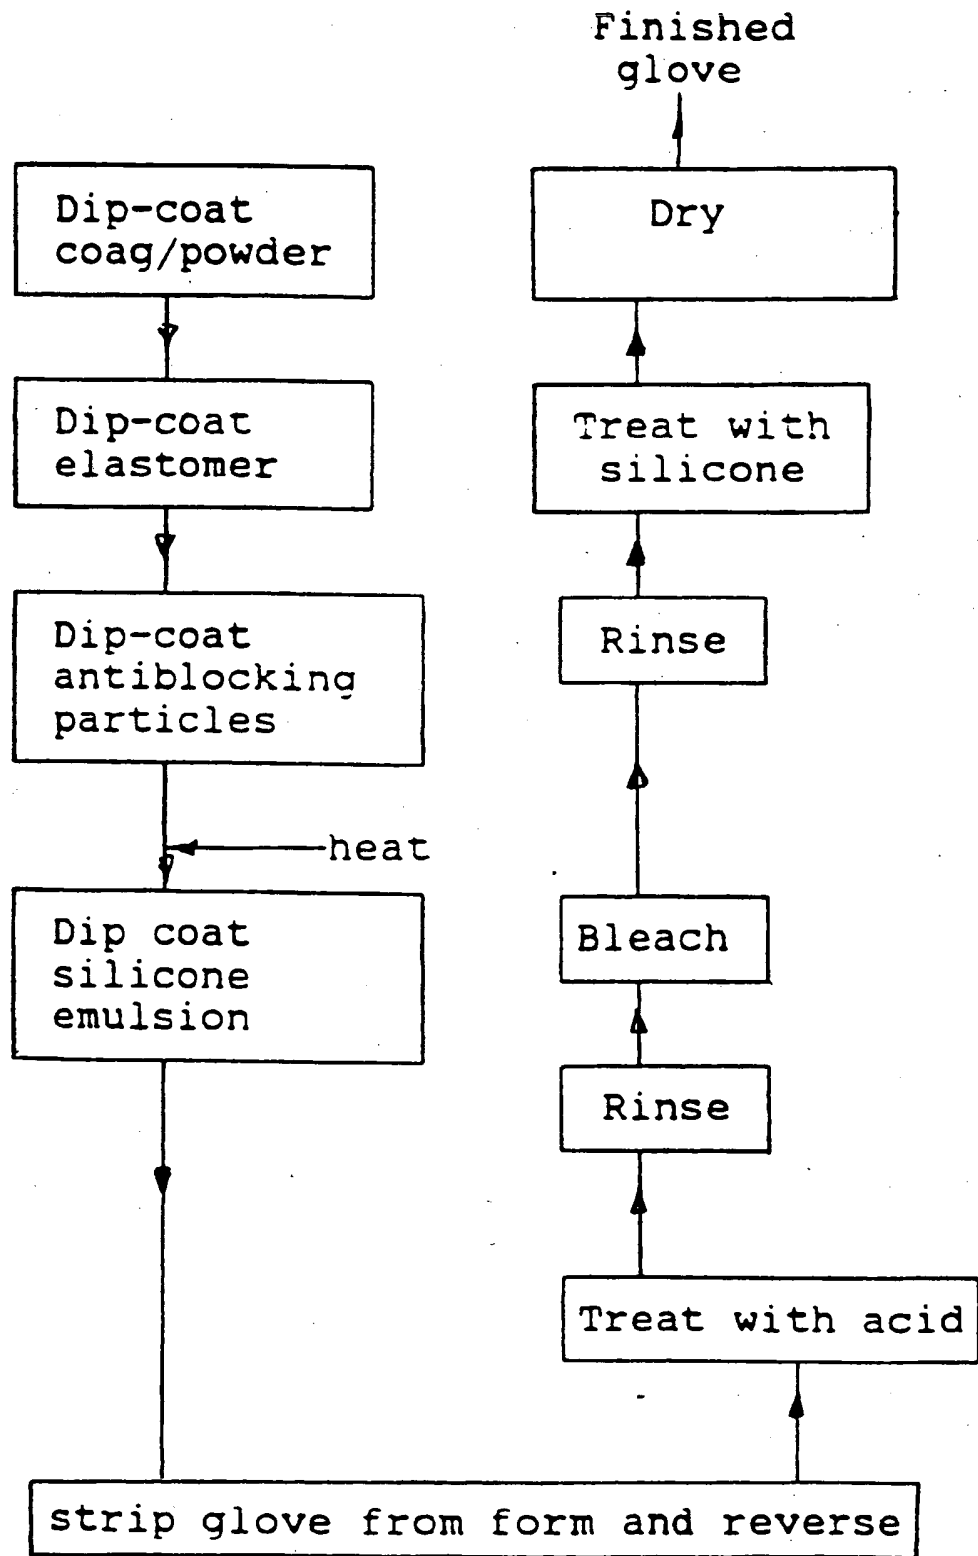 Dip-coat
coag/powder
Dip-coat
elastomer
Dip-coat
antiblocking
particles
heat
Dip coat
silicone
emulsion
strip glove from form and reverse
Treat with acid
Rinse
Bleach
Rinse
Treat with
silicone
Dry
Finished
glove